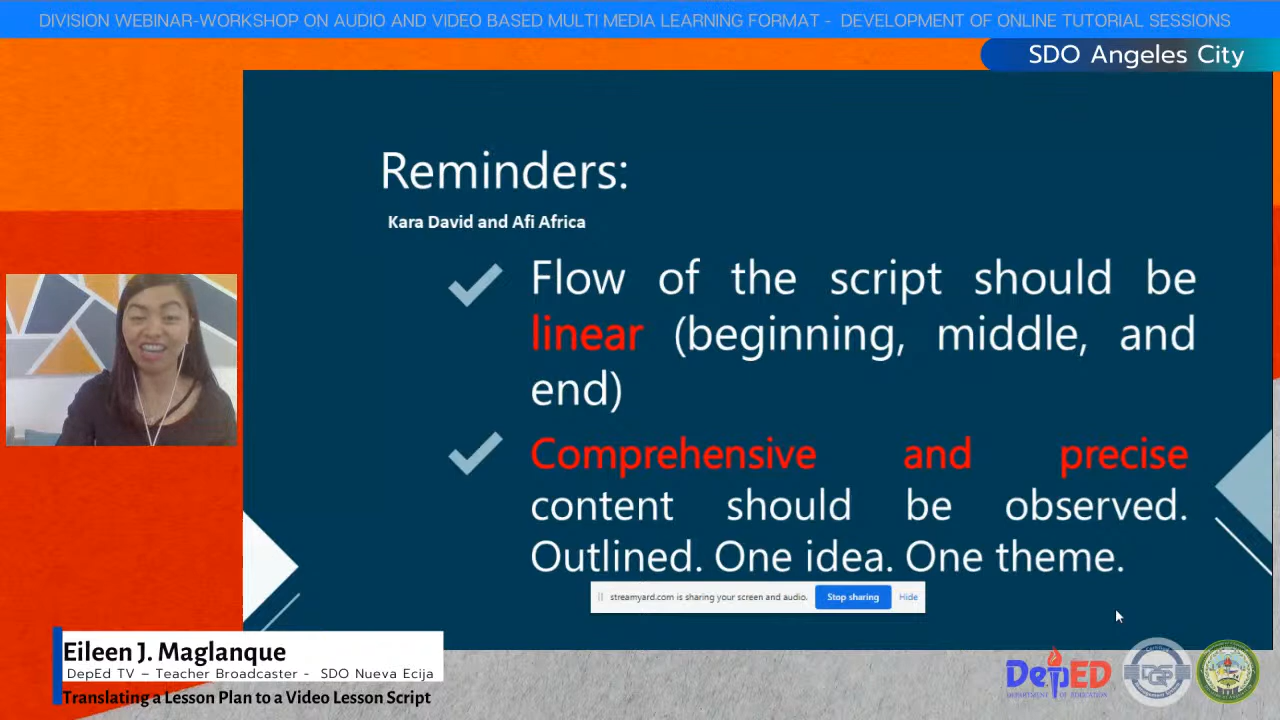 DIVISION WEBINAR-WORKSHOP ON AUDIO AND VIDEO BASED MULTI MEDIA LEARNING FORMAT - DEVELOPMENT OF ONLINE TUTORIAL SESSIONS
SDO Angeles City
Reminders:
Kara David and Afi Africa
Flow of the script should be
linear (beginning, middle, and
end)
Comprehensive and precise
content should be observed.
Outlined. One idea. One theme.
streamyard.com is sharing your screen and audio. Stop sharing Hide
Eileen J. Maglanque
DepEd TV – Teacher Broadcaster - SDO Nueva Ecija
Translating a Lesson Plan to a Video Lesson Script
DepED
DEPARTMENT OF EDUCATION